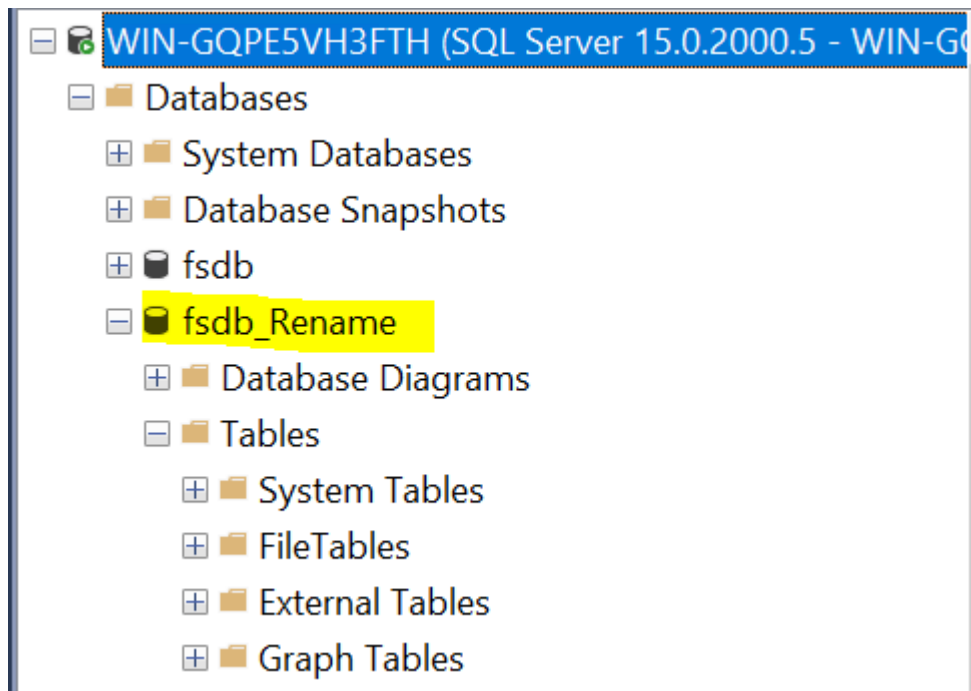 WIN-GQPE5VH3FTH (SQL Server 15.0.2000.5 - WIN-G
Databases
System Databases
Database Snapshots
fsdb
fsdb_Rename
Database Diagrams
Tables
System Tables
FileTables
External Tables
Graph Tables